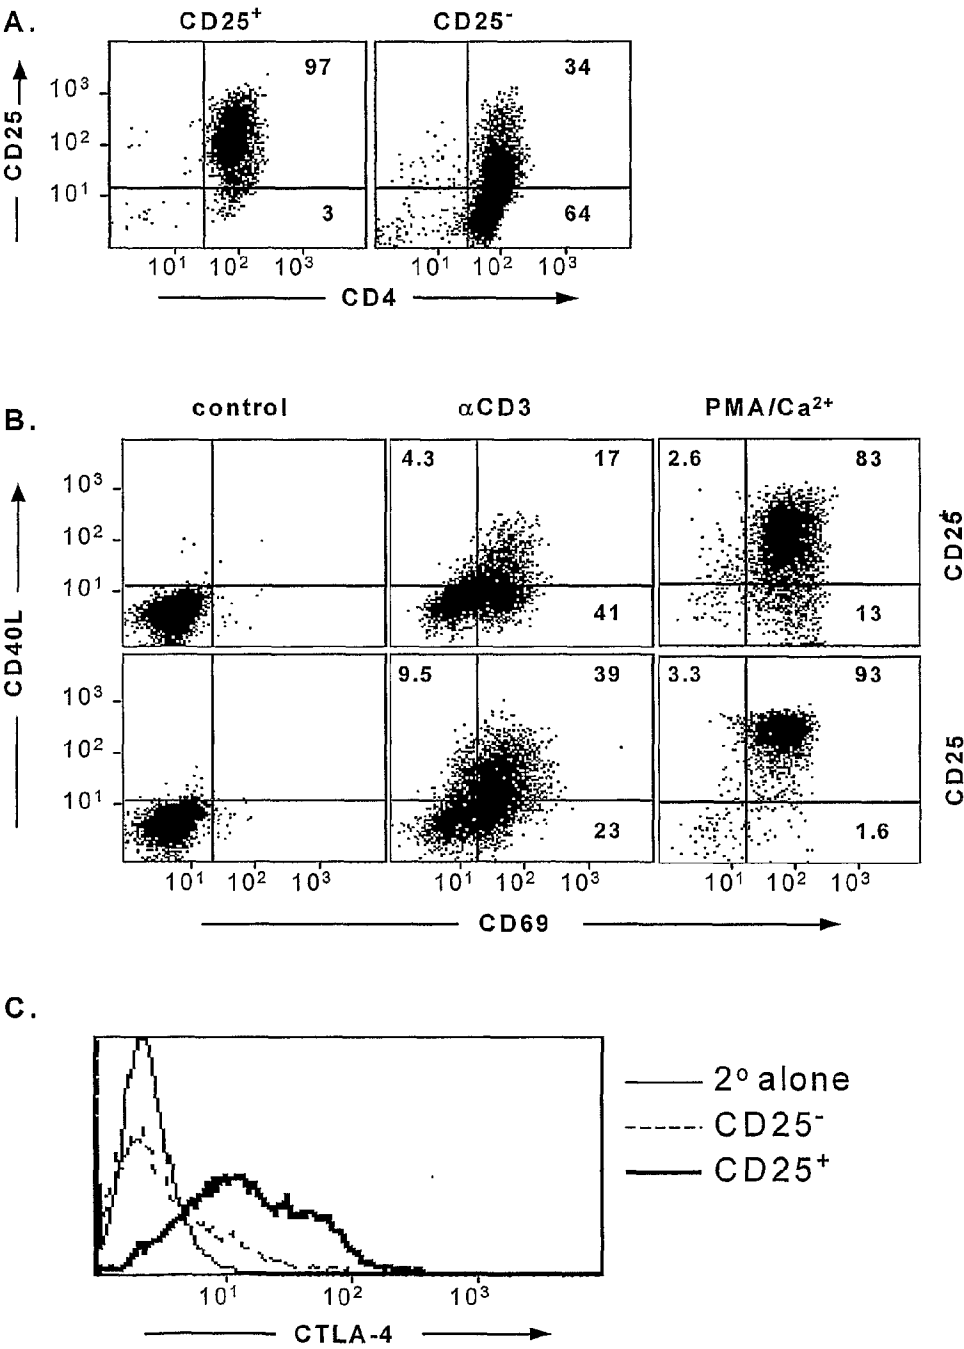 A.
CD25⁺ CD25⁻
97 34
10³
10²
10¹
3 64
CD25
10¹ 10² 10³ 10¹ 10² 10³
CD4
B.
control αCD3 PMA/Ca²⁺
4.3 17 2.6 83
10³
10²
10¹
41 13
CD25⁺
CD40L
9.5 39 3.3 93
10³
10²
10¹
23 1.6
CD25
10¹ 10² 10³ 10¹ 10² 10³ 10¹ 10² 10³
CD69
C.
2º alone
CD25⁻
CD25⁺
10¹ 10² 10³
CTLA-4